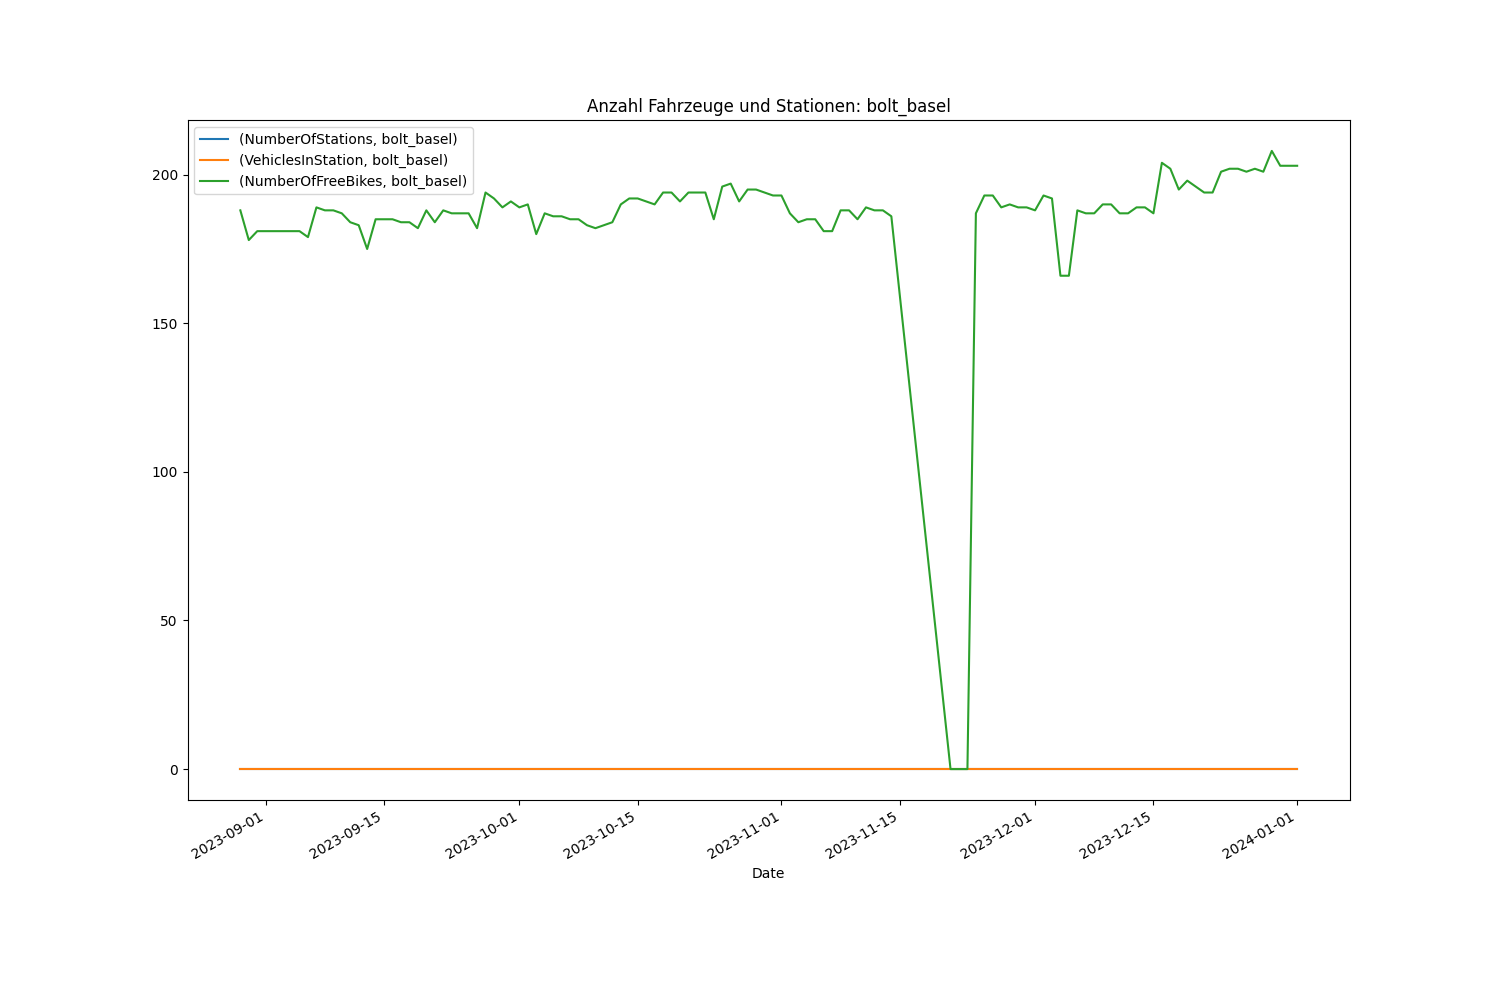 Anzahl Fahrzeuge und Stationen: bolt_basel
(NumberOfStations, bolt_basel)
(VehiclesInStation, bolt_basel)
(NumberOfFreeBikes, bolt_basel)
200
150
100
50
0
2023-09-01
2023-09-15
2023-10-01
2023-10-15
2023-11-01
2023-11-15
2023-12-01
2023-12-15
2024-01-01
Date